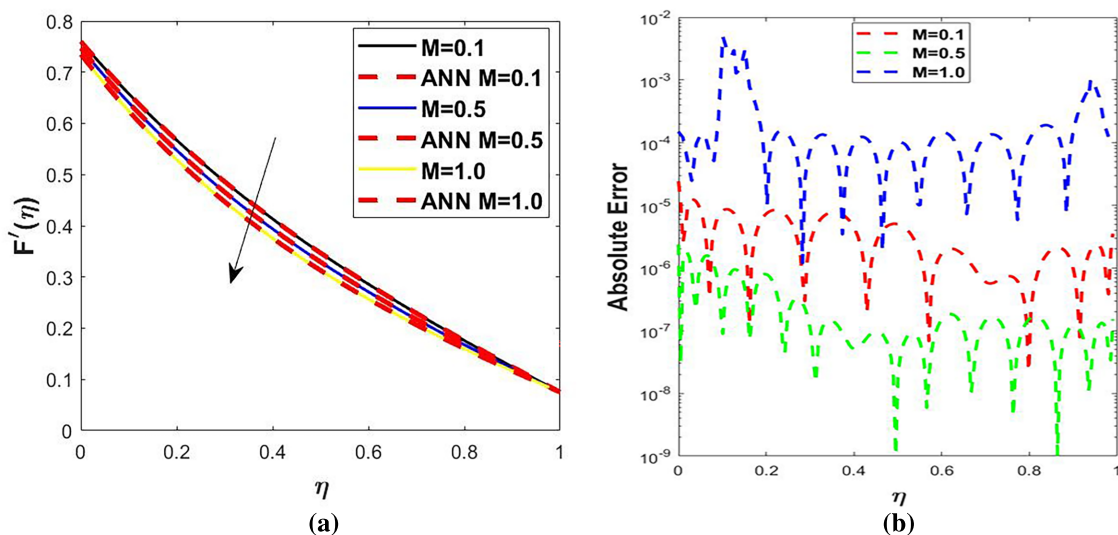 0.8
0.7
0.6
0.5
0.4
0.3
0.2
0.1
0
F′(η)
0
0.2
0.4
0.6
0.8
1
η
M=0.1
ANN M=0.1
M=0.5
ANN M=0.5
M=1.0
ANN M=1.0
(a)
10-2
10-3
10-4
10-5
10-6
10-7
10-8
10-9
Absolute Error
0
0.2
0.4
0.6
0.8
1
η
M=0.1
M=0.5
M=1.0
(b)